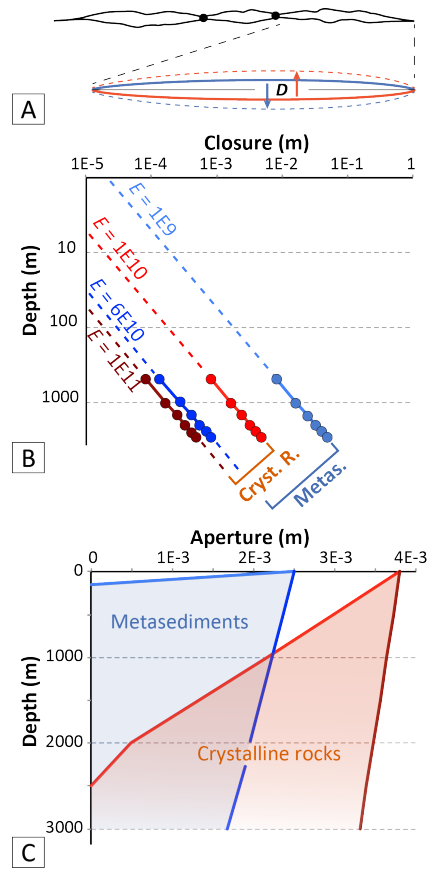 D
A
Closure (m)
1E-5 1E-4 1E-3 1E-2 1E-1 1
Depth (m)
10
100
1000
E = 1E9
E = 1E10
E = 6E10
E = 1E11
Cryst. R.
Metas.
B
Aperture (m)
0 1E-3 2E-3 3E-3 4E-3
Depth (m)
0
1000
2000
3000
Metasediments
Crystalline rocks
C